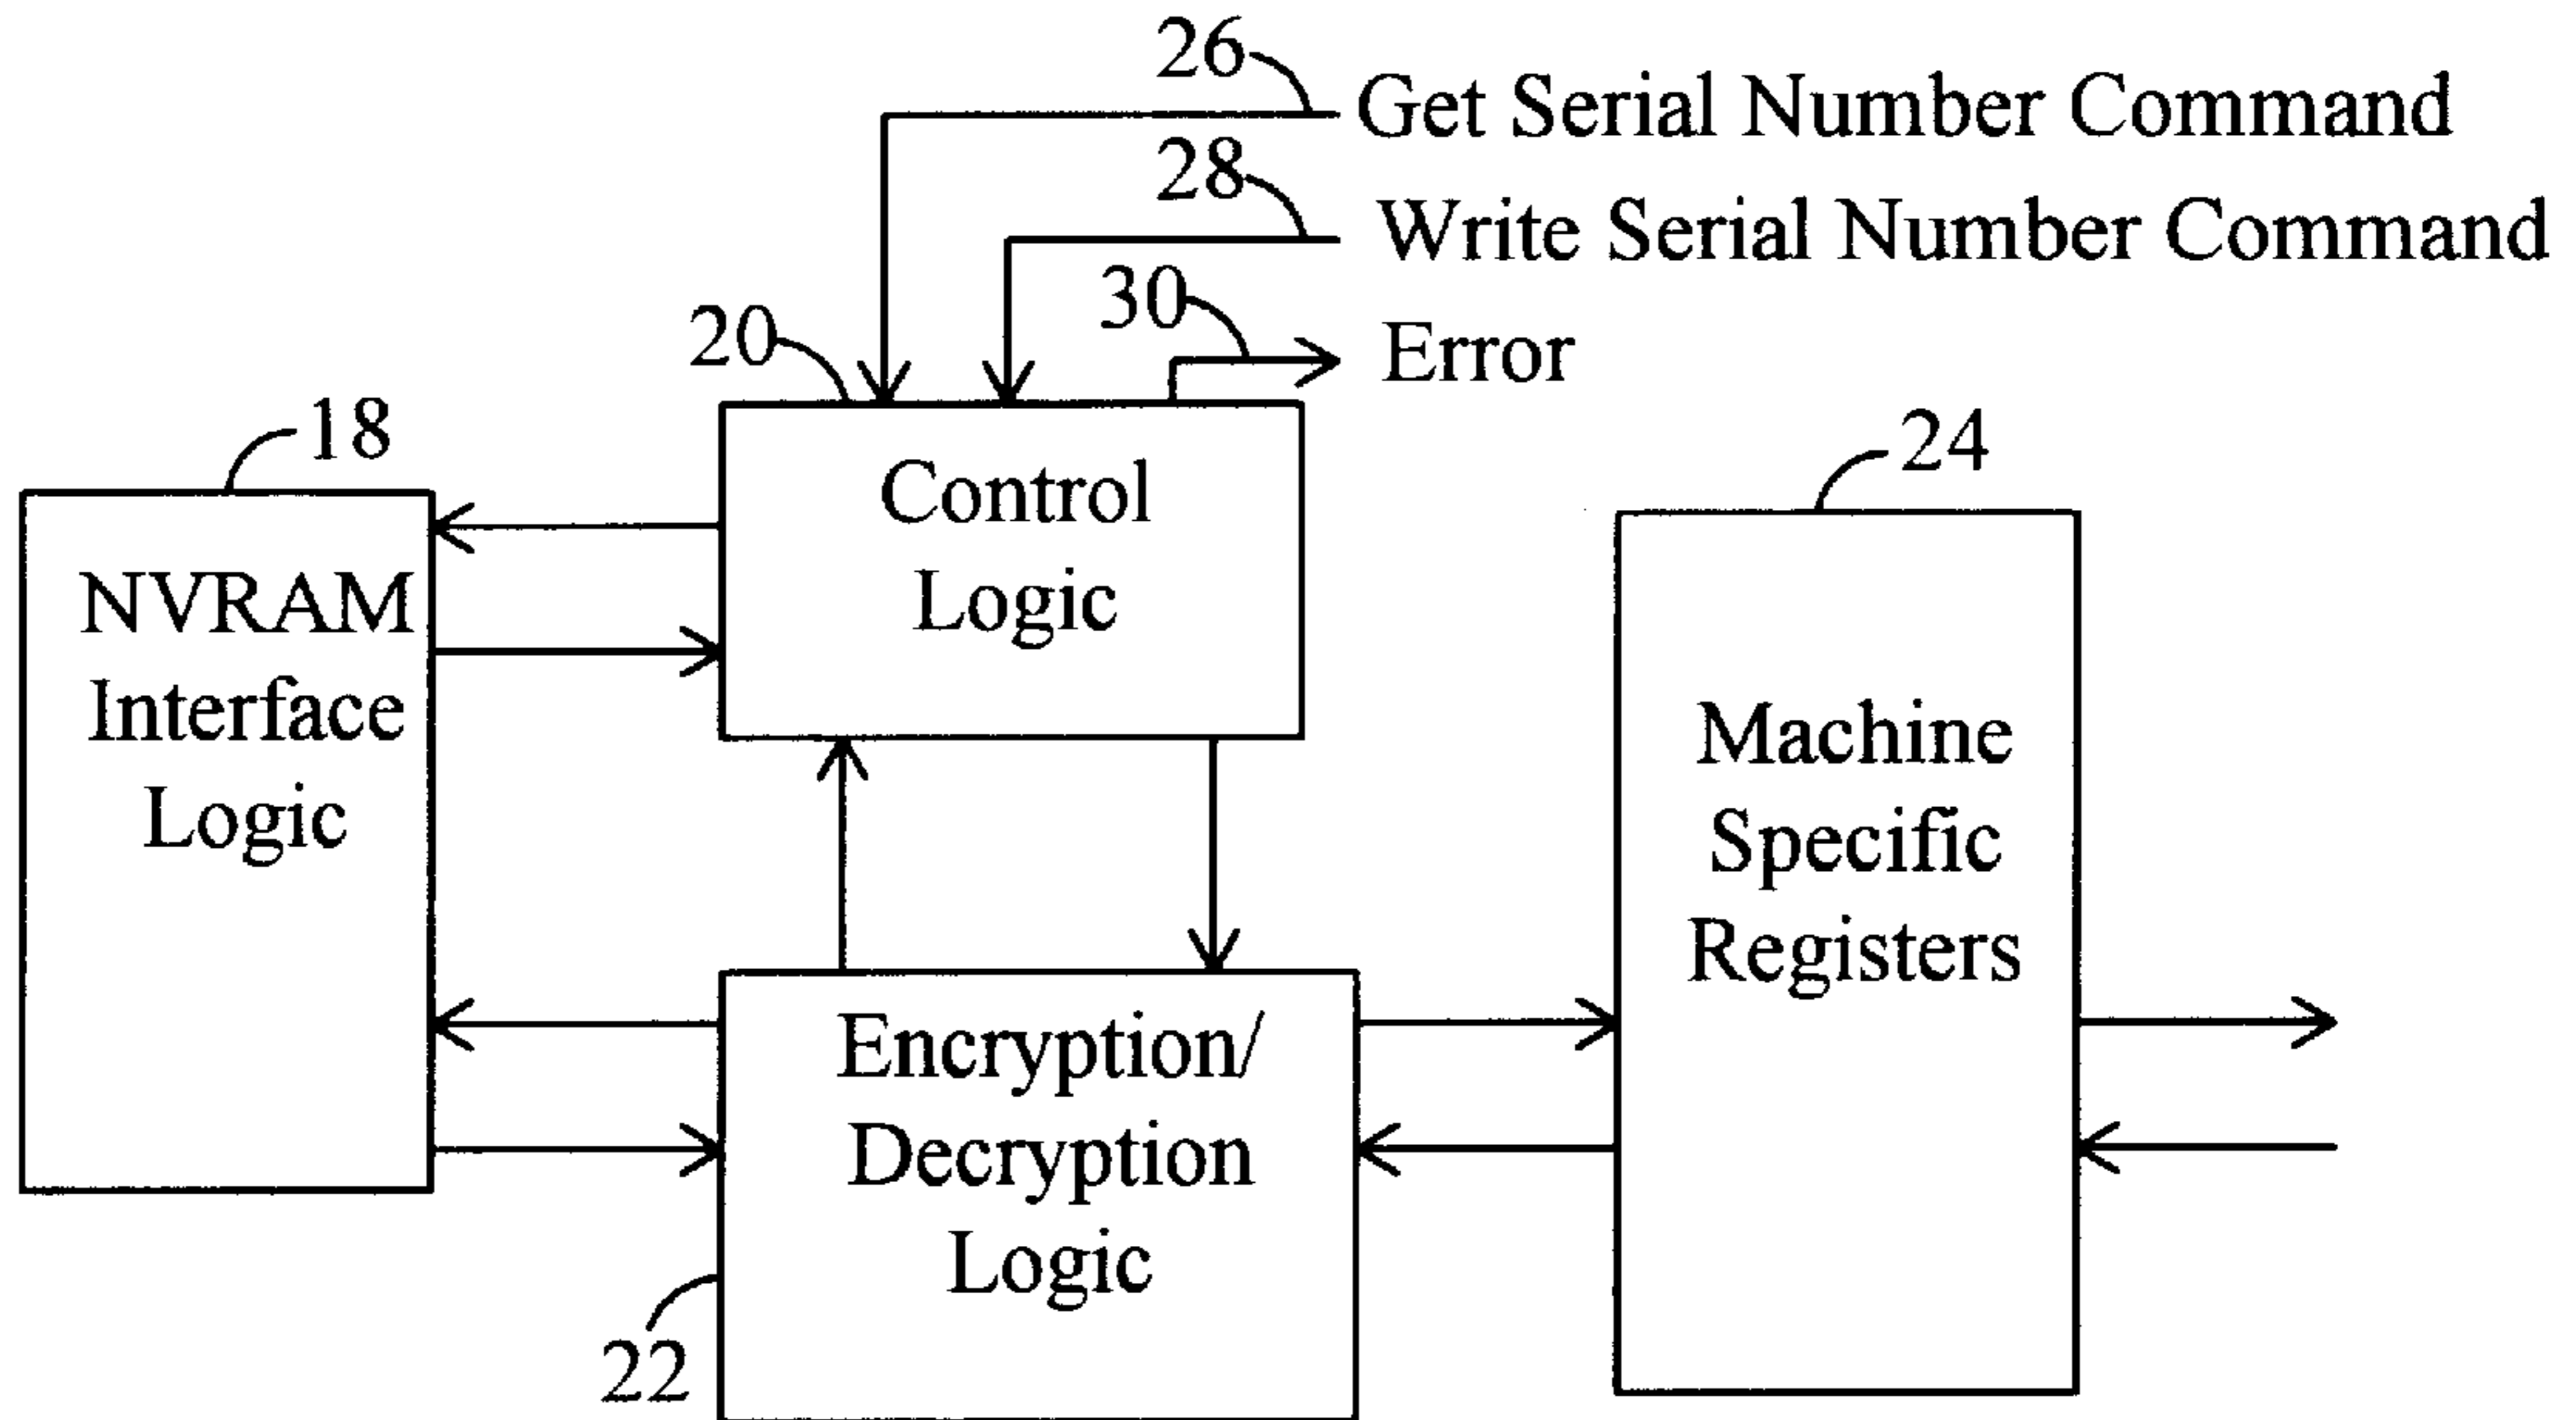 26
Get Serial Number Command
28
Write Serial Number Command
30
Error
20
18
24
Control
Logic
NVRAM
Interface
Logic
Machine
Specific
Registers
Encryption/
Decryption
Logic
22